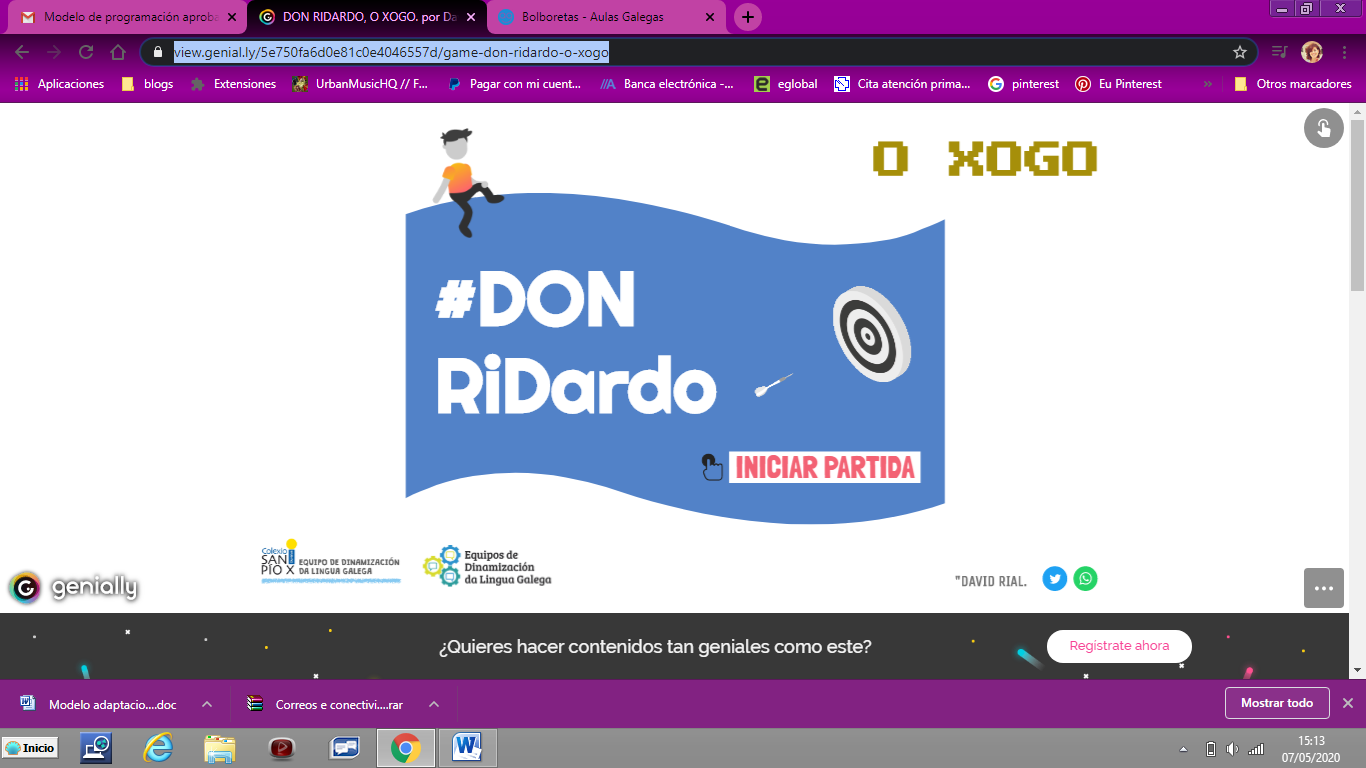 Modelo de programación aproba
DON RIDARDO, O XOGO. por Da
Bolboretas - Aulas Galegas
view.genial.ly/5e750fa6d0e81c0e4046557d/game-don-ridardo-o-xogo
Aplicaciones
blogs
Extensiones
UrbanMusicHQ // F...
Pagar con mi cuent...
Banca electrónica -...
eglobal
Cita atención prima...
pinterest
Eu Pinterest
»
Otros marcadores
O XOGO
#DON
RiDardo
INICIAR PARTIDA
Colexio
SAN
PÍO X
EQUIPO DE DINAMIZACIÓN
DA LINGUA GALEGA
Equipos de
Dinamización
da Lingua Galega
"DAVID RIAL.
genially
¿Quieres hacer contenidos tan geniales como este?
Regístrate ahora
Modelo adaptacio....doc
Correos e conectivi....rar
Mostrar todo
Inicio
15:13
07/05/2020